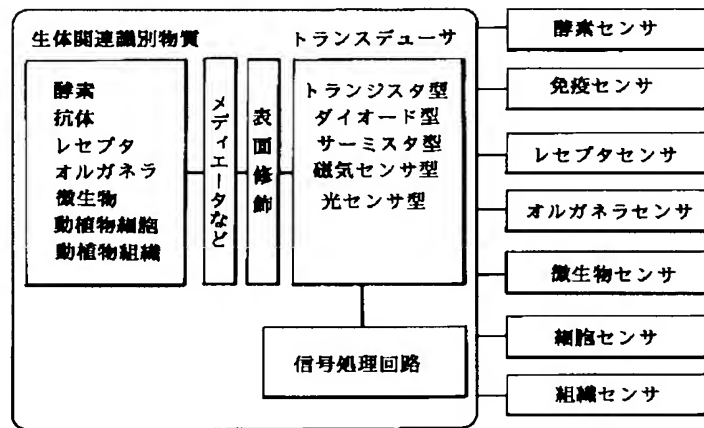 生体関連識別物質
酵素
抗体
レセプタ
オルガネラ
微生物
動植物細胞
動植物組織
メディエータなど
表面修飾
トランスデューサ
トランジスタ型
ダイオード型
サーミスタ型
磁気センサ型
光センサ型
信号処理回路
酵素センサ
免疫センサ
レセプタセンサ
オルガネラセンサ
微生物センサ
細胞センサ
組織センサ